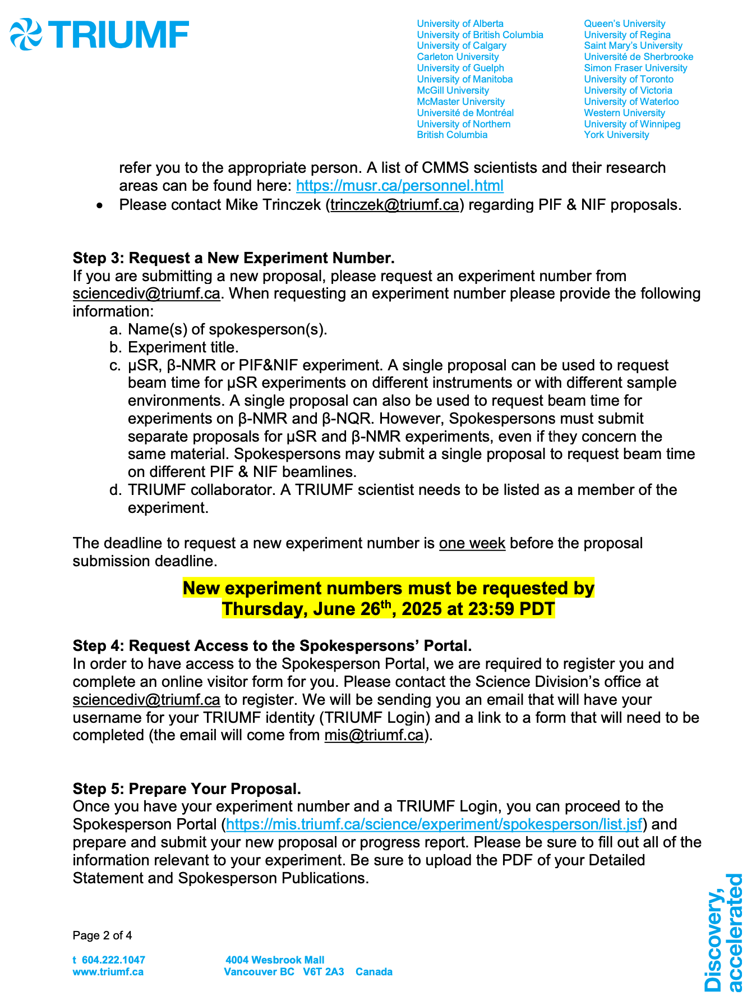 TRIUMF
University of Alberta
University of British Columbia
University of Calgary
Carleton University
University of Guelph
University of Manitoba
McGill University
McMaster University
Université de Montréal
University of Northern
British Columbia
Queen's University
University of Regina
Saint Mary's University
Université de Sherbrooke
Simon Fraser University
University of Toronto
University of Victoria
University of Waterloo
Western University
University of Winnipeg
York University
refer you to the appropriate person. A list of CMMS scientists and their research
areas can be found here: https://musr.ca/personnel.html
• Please contact Mike Trinczek (trinczek@triumf.ca) regarding PIF & NIF proposals.
Step 3: Request a New Experiment Number.
If you are submitting a new proposal, please request an experiment number from
sciencediv@triumf.ca. When requesting an experiment number please provide the following
information:
a. Name(s) of spokesperson(s).
b. Experiment title.
c. µSR, β-NMR or PIF&NIF experiment. A single proposal can be used to request
beam time for µSR experiments on different instruments or with different sample
environments. A single proposal can also be used to request beam time for
experiments on β-NMR and β-NQR. However, Spokespersons must submit
separate proposals for µSR and β-NMR experiments, even if they concern the
same material. Spokespersons may submit a single proposal to request beam time
on different PIF & NIF beamlines.
d. TRIUMF collaborator. A TRIUMF scientist needs to be listed as a member of the
experiment.
The deadline to request a new experiment number is one week before the proposal
submission deadline.
New experiment numbers must be requested by
Thursday, June 26th, 2025 at 23:59 PDT
Step 4: Request Access to the Spokespersons' Portal.
In order to have access to the Spokesperson Portal, we are required to register you and
complete an online visitor form for you. Please contact the Science Division's office at
sciencediv@triumf.ca to register. We will be sending you an email that will have your
username for your TRIUMF identity (TRIUMF Login) and a link to a form that will need to be
completed (the email will come from mis@triumf.ca).
Step 5: Prepare Your Proposal.
Once you have your experiment number and a TRIUMF Login, you can proceed to the
Spokesperson Portal (https://mis.triumf.ca/science/experiment/spokesperson/list.jsf) and
prepare and submit your new proposal or progress report. Please be sure to fill out all of the
information relevant to your experiment. Be sure to upload the PDF of your Detailed
Statement and Spokesperson Publications.
Page 2 of 4
t 604.222.1047
www.triumf.ca
4004 Wesbrook Mall
Vancouver BC V6T 2A3 Canada
Discovery,
accelerated